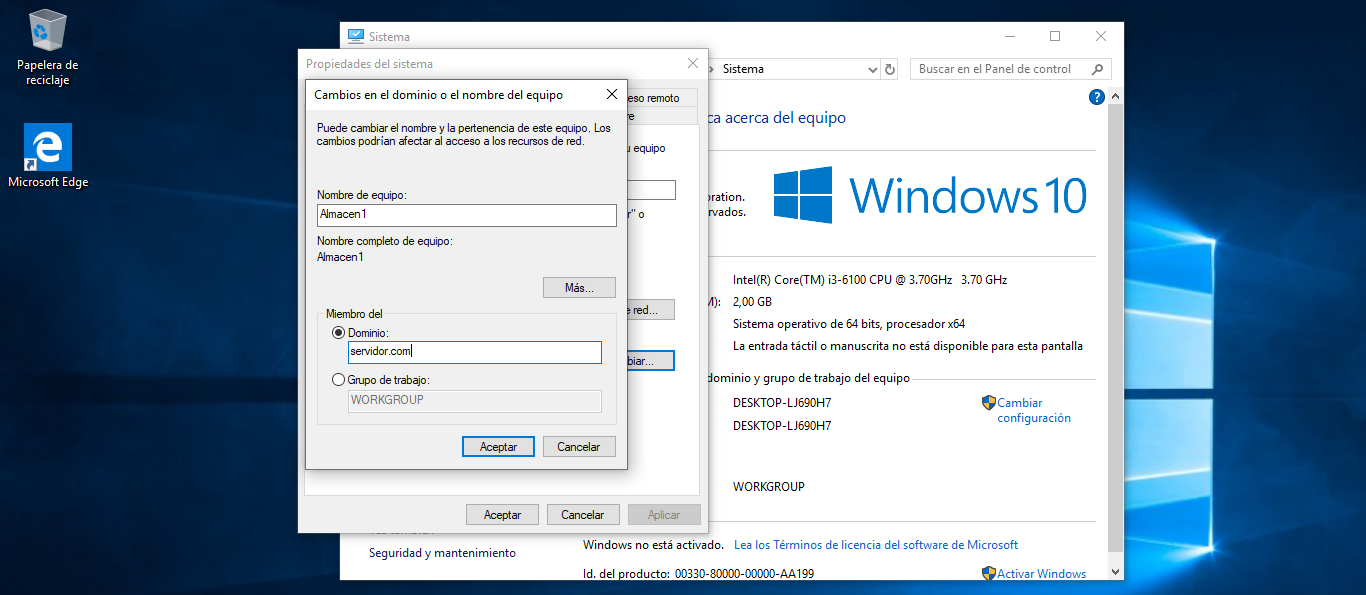 Papelera de
reciclaje
Microsoft Edge
Sistema
Sistema
Buscar en el Panel de control
Propiedades del sistema
Cambios en el dominio o el nombre del equipo
Puede cambiar el nombre y la pertenencia de este equipo. Los
cambios podrían afectar al acceso a los recursos de red.
Nombre de equipo:
Almacen1
Nombre completo de equipo:
Almacen1
Más...
Miembro del
Dominio:
servidor.com
Grupo de trabajo:
WORKGROUP
Aceptar
Cancelar
remoto
equipo
" o
red...
Aceptar
Cancelar
Aplicar
acerca del equipo
Windows 10
Intel(R) Core(TM) i3-6100 CPU @ 3.70GHz 3.70 GHz
2,00 GB
Sistema operativo de 64 bits, procesador x64
La entrada táctil o manuscrita no está disponible para esta pantalla
dominio y grupo de trabajo del equipo
DESKTOP-LJ690H7
Cambiar
configuración
DESKTOP-LJ690H7
WORKGROUP
Seguridad y mantenimiento
Windows no está activado. Lea los Términos de licencia del software de Microsoft
Id. del producto: 00330-80000-00000-AA199
Activar Windows